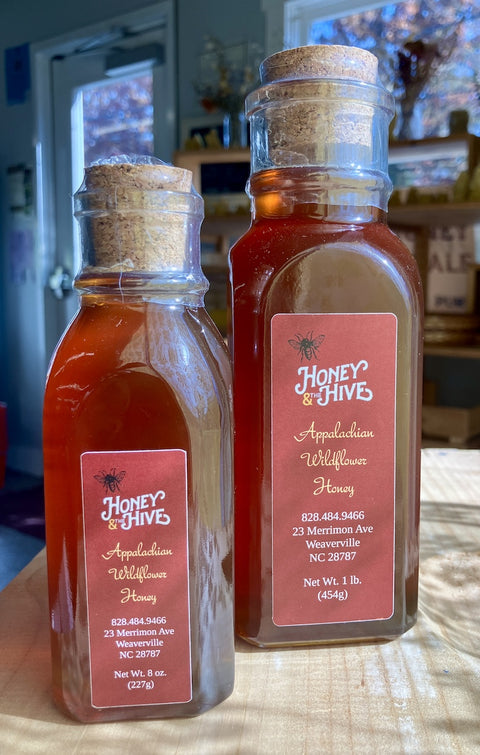 HONEY
& THE HIVE
Appalachian
Wildflower
Honey
828.484.9466
23 Merrimon Ave
Weaverville
NC 28787
Net Wt. 8 oz.
(227g)
HONEY
& THE HIVE
Appalachian
Wildflower
Honey
828.484.9466
23 Merrimon Ave
Weaverville
NC 28787
Net Wt. 1 lb.
(454g)